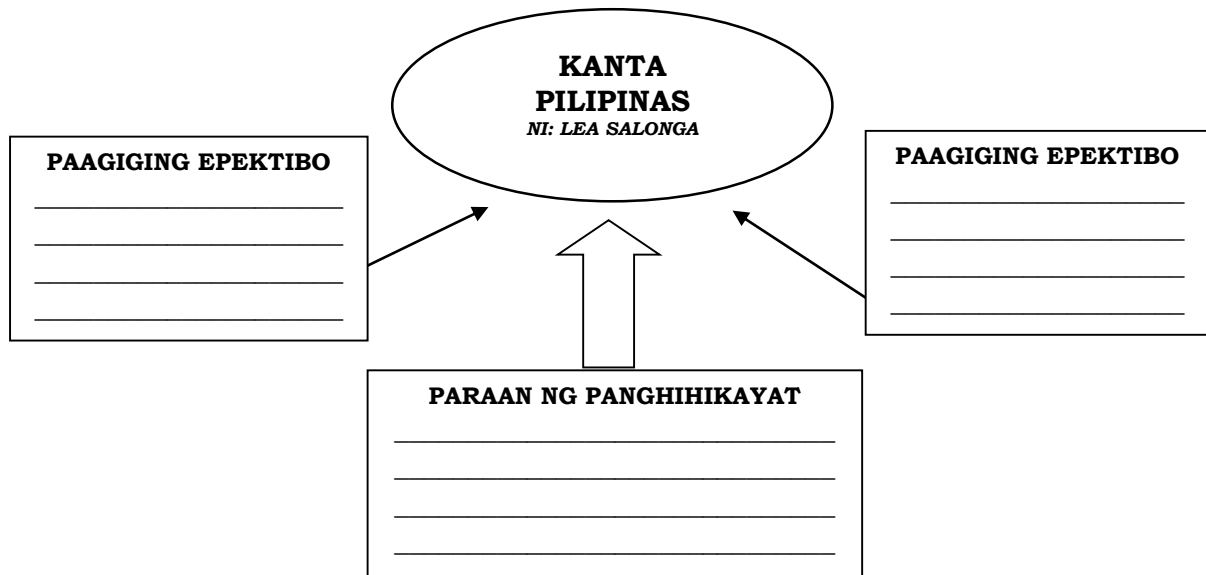 KANTA
PILIPINAS
NI: LEA SALONGA
PAAGIGING EPEKTIBO
PAAGIGING EPEKTIBO
PARAAN NG PANGHIHIKAYAT